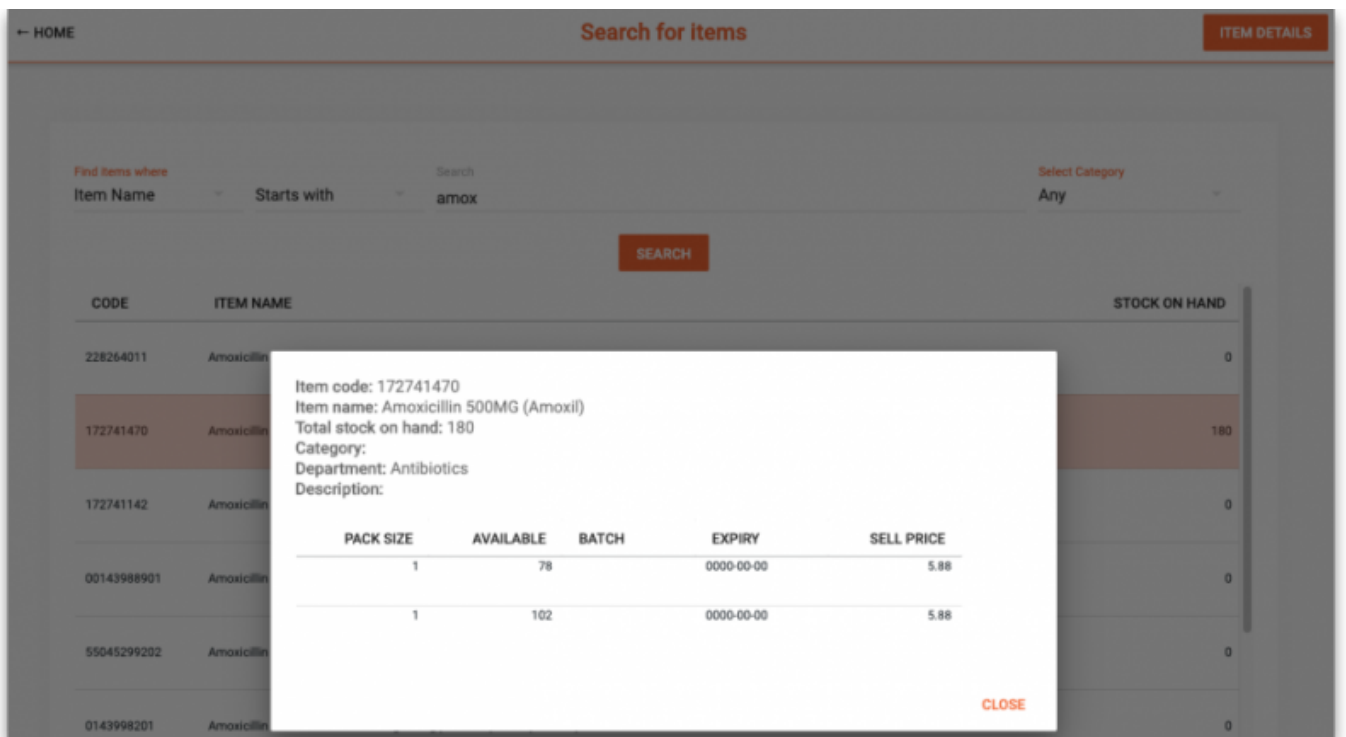 ← HOME
Search for items
ITEM DETAILS
Find items where
Search
Select Category
Item Name
Starts with
amox
Any
SEARCH
CODE ITEM NAME STOCK ON HAND
228264011 Amoxicillin 0
Item code: 172741470
Item name: Amoxicillin 500MG (Amoxil)
Total stock on hand: 180
172741470 Amoxicillin 180
Category:
Department: Antibiotics
Description:
172741142 Amoxicillin 0
PACK SIZE AVAILABLE BATCH EXPIRY SELL PRICE
1 78 0000-00-00 5.88
00143988901 Amoxicillin 0
1 102 0000-00-00 5.88
55045299202 Amoxicillin 0
CLOSE
0143998201 Amoxicillin 0